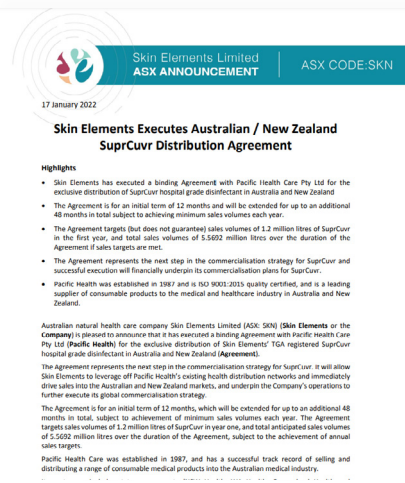 Skin Elements Limited
ASX ANNOUNCEMENT
ASX CODE:SKN
17 January 2022
Skin Elements Executes Australian / New Zealand
SuprCuvr Distribution Agreement
Highlights
• Skin Elements has executed a binding Agreement with Pacific Health Care Pty Ltd for the
exclusive distribution of SuprCuvr hospital grade disinfectant in Australia and New Zealand
• The Agreement is for an initial term of 12 months and will be extended for up to an additional
48 months in total subject to achieving minimum sales volumes each year.
• The Agreement targets (but does not guarantee) sales volumes of 1.2 million litres of SuprCuvr
in the first year, and total sales volumes of 5.5692 million litres over the duration of the
Agreement if sales targets are met.
• The Agreement represents the next step in the commercialisation strategy for SuprCuvr and
successful execution will financially underpin its commercialisation plans for SuprCuvr.
• Pacific Health was established in 1987 and is ISO 9001:2015 quality certified, and is a leading
supplier of consumable products to the medical and healthcare industry in Australia and New
Zealand.
Australian natural health care company Skin Elements Limited (ASX: SKN) (Skin Elements or the
Company) is pleased to announce that it has executed a binding Agreement with Pacific Health Care
Pty Ltd (Pacific Health) for the exclusive distribution of Skin Elements' TGA registered SuprCuvr
hospital grade disinfectant in Australia and New Zealand (Agreement).
The Agreement represents the next step in the commercialisation strategy for SuprCuvr. It will allow
Skin Elements to leverage off Pacific Health's existing health distribution networks and immediately
drive sales into the Australian and New Zealand markets, and underpin the Company's operations to
further execute its global commercialisation strategy.
The Agreement is for an initial term of 12 months, which will be extended for up to an additional 48
months in total, subject to achievement of minimum sales volumes each year. The Agreement
targets sales volumes of 1.2 million litres of SuprCuvr in year one, and total anticipated sales volumes
of 5.5692 million litres over the duration of the Agreement, subject to the achievement of annual
sales targets.
Pacific Health Care was established in 1987, and has a successful track record of selling and
distributing a range of consumable medical products into the Australian medical industry.